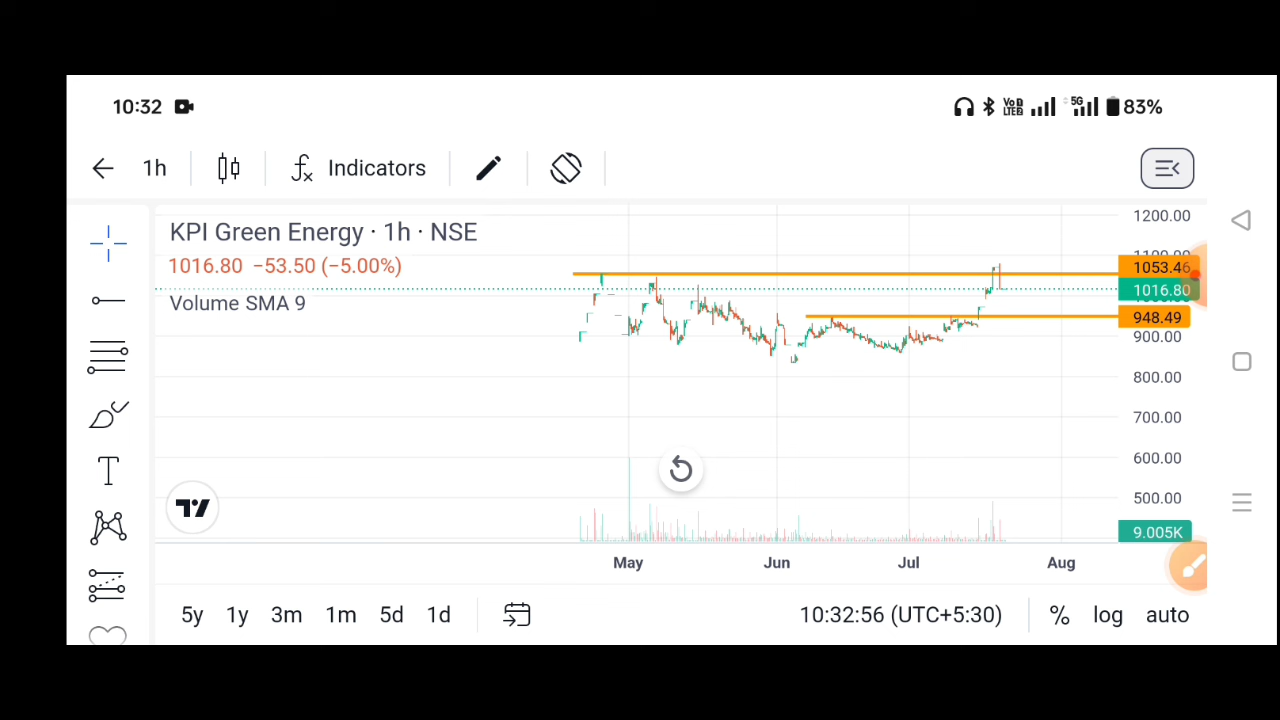 10:32
VoD LTE2 5G 83%
1h Indicators
KPI Green Energy · 1h · NSE
1016.80 −53.50 (−5.00%)
Volume SMA 9
1200.00
1053.46
1016.80
948.49
900.00
800.00
700.00
600.00
500.00
9.005K
May Jun Jul Aug
5y 1y 3m 1m 5d 1d 10:32:56 (UTC+5:30) % log auto